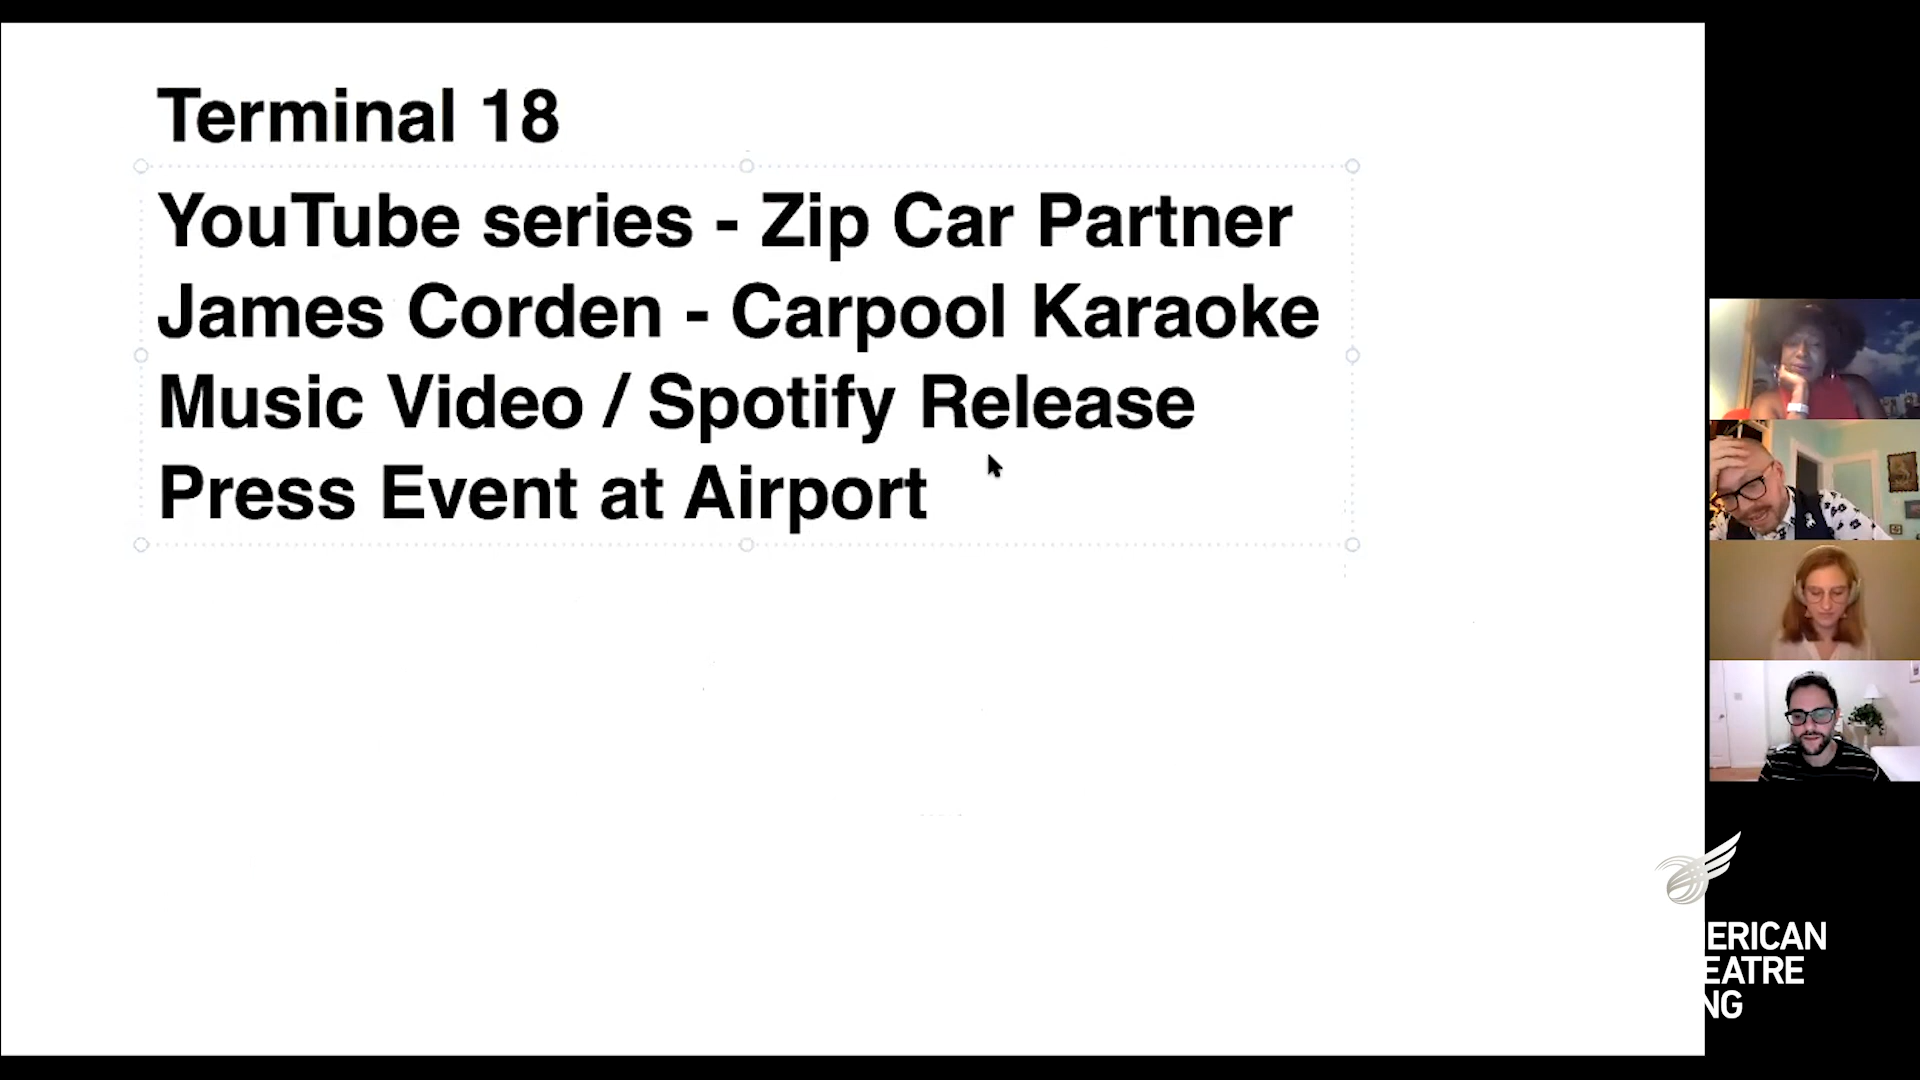 Terminal 18
YouTube series - Zip Car Partner
James Corden - Carpool Karaoke
Music Video / Spotify Release
Press Event at Airport
ERICAN
EATRE
NG